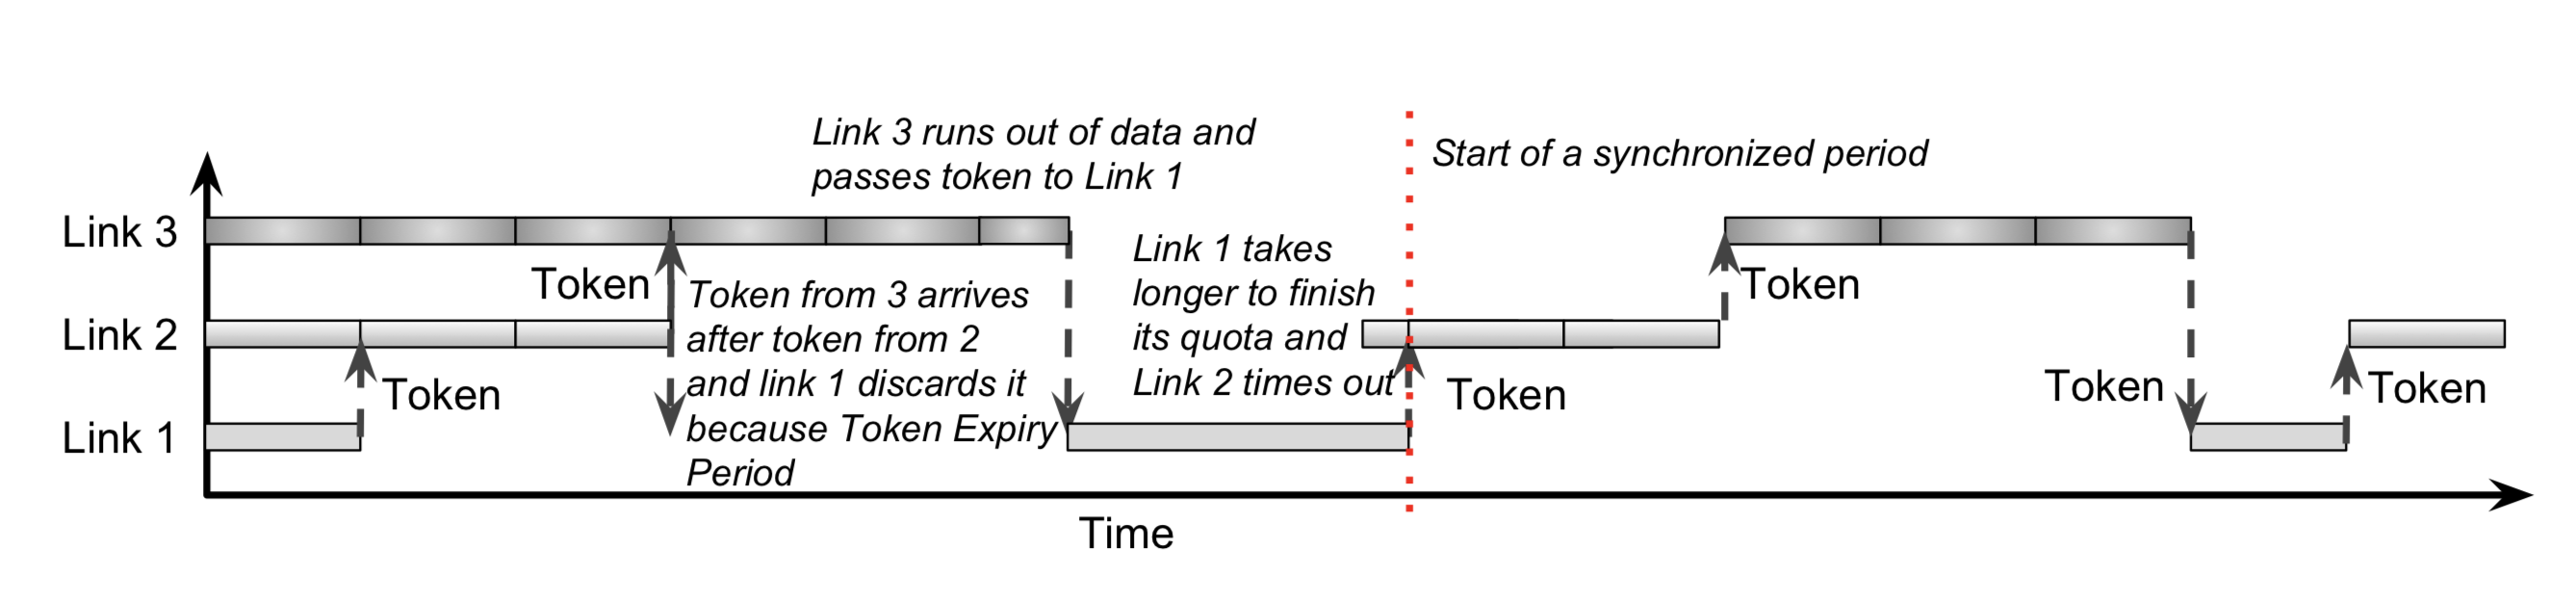 Link 3 runs out of data and
passes token to Link 1
Start of a synchronized period
Link 3
Link 2
Link 1
Token
Token
Token from 3 arrives
after token from 2
and link 1 discards it
because Token Expiry
Period
Link 1 takes
longer to finish
its quota and
Link 2 times out
Token
Token
Token
Token
Time